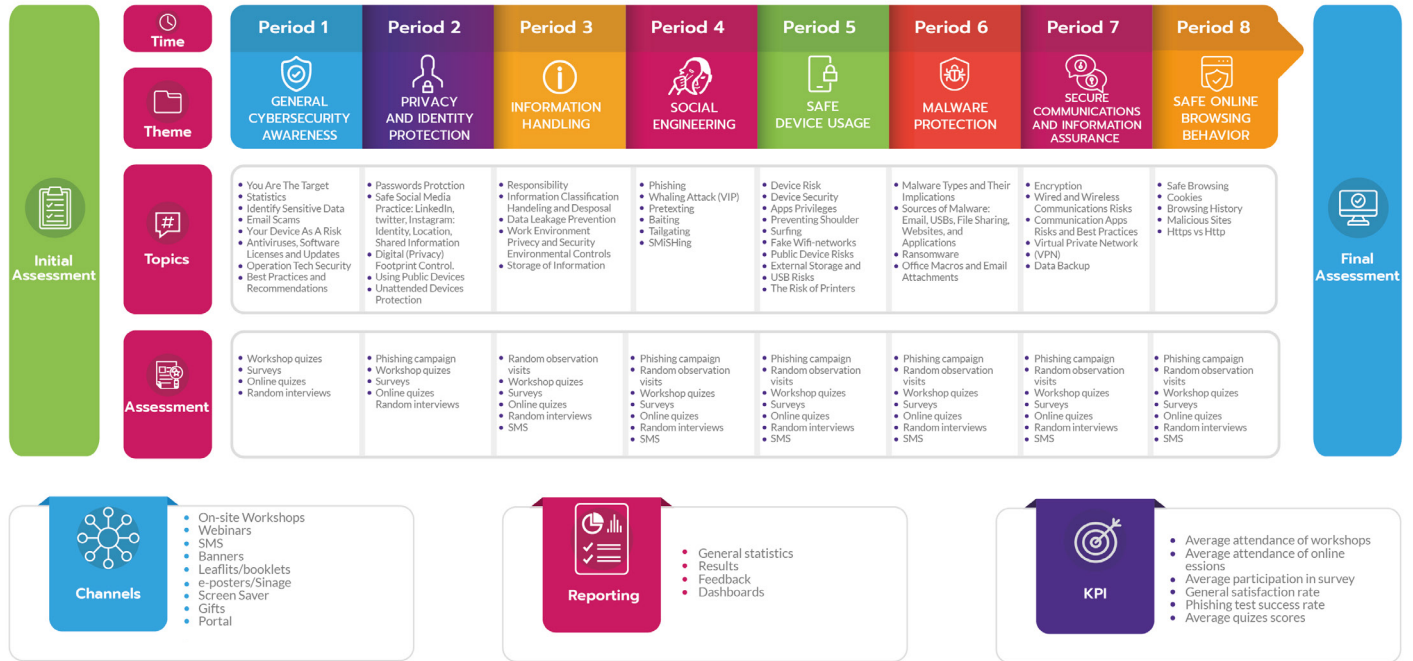 Time
Period 1
Period 2
Period 3
Period 4
Period 5
Period 6
Period 7
Period 8
Theme
GENERAL
CYBERSECURITY
AWARENESS
PRIVACY
AND IDENTITY
PROTECTION
INFORMATION
HANDLING
SOCIAL
ENGINEERING
SAFE
DEVICE USAGE
MALWARE
PROTECTION
SECURE
COMMUNICATIONS
AND INFORMATION
ASSURANCE
SAFE ONLINE
BROWSING
BEHAVIOR
Initial
Assessment
Topics
• You Are The Target
• Statistics
• Identify Sensitive Data
• Email Scams
• Your Device As A Risk
• Antiviruses, Software
Licenses and Updates
• Operation Tech Security
• Best Practices and
Recommendations
• Passwords Protction
• Safe Social Media
Practice: LinkedIn,
twitter, Instagram:
Identity, Location,
Shared Information
• Digital (Privacy)
Footprint Control.
• Using Public Devices
• Unattended Devices
Protection
• Responsibility
• Information Classification
Handeling and Desposal
• Data Leakage Prevention
• Work Environment
Privecy and Security
Environmental Controls
• Storage of Information
• Phishing
• Whaling Attack (VIP)
• Pretexting
• Baiting
• Tailgating
• SMiSHing
• Device Risk
• Device Security
• Apps Privileges
• Preventing Shoulder
• Surfing
• Fake Wifi-networks
• Public Device Risks
• External Storage and
• USB Risks
• The Risk of Printers
• Malware Types and Their
Implications
• Sources of Malware:
Email, USBs, File Sharing,
Websites, and
Applications
• Ransomware
• Office Macros and Email
Attachments
• Encryption
• Wired and Wireless
Communications Risks
• Communication Apps
Risks and Best Practices
• Virtual Private Network
• (VPN)
• Data Backup
• Safe Browsing
• Cookies
• Browsing History
• Malicious Sites
• Https vs Http
Final
Assessment
Assessment
• Workshop quizes
• Surveys
• Online quizes
• Random interviews
• Phishing campaign
• Workshop quizes
• Surveys
• Online quizes
Random interviews
• Random observation
visits
• Workshop quizes
• Surveys
• Online quizes
• Random interviews
• SMS
• Phishing campaign
• Random observation
visits
• Workshop quizes
• Surveys
• Online quizes
• Random interviews
• SMS
• Phishing campaign
• Random observation
visits
• Workshop quizes
• Surveys
• Online quizes
• Random interviews
• SMS
• Phishing campaign
• Random observation
visits
• Workshop quizes
• Surveys
• Online quizes
• Random interviews
• SMS
• Phishing campaign
• Random observation
visits
• Workshop quizes
• Surveys
• Online quizes
• Random interviews
• SMS
• Phishing campaign
• Random observation
visits
• Workshop quizes
• Surveys
• Online quizes
• Random interviews
• SMS
Channels
• On-site Workshops
• Webinars
• SMS
• Banners
• Leaflits/booklets
• e-posters/Sinage
• Screen Saver
• Gifts
• Portal
Reporting
• General statistics
• Results
• Feedback
• Dashboards
KPI
• Average attendance of workshops
• Average attendance of online
essions
• Average participation in survey
• General satisfaction rate
• Phishing test success rate
• Average quizes scores